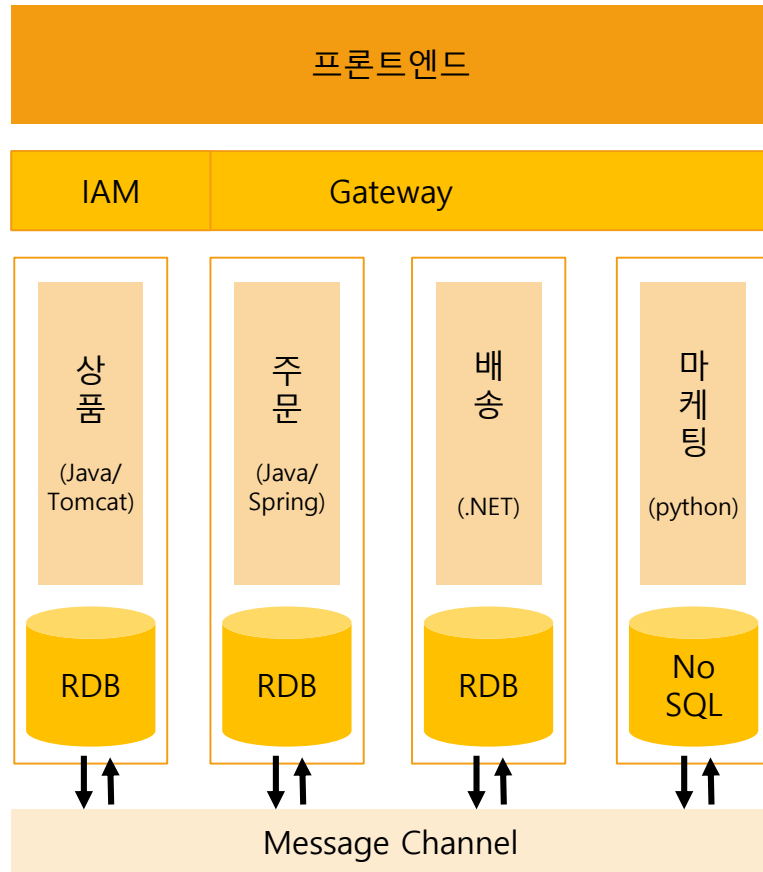 프론트엔드
IAM
Gateway
상
품
(Java/
Tomcat)
주
문
(Java/
Spring)
배
송
(.NET)
마
케
팅
(python)
RDB
RDB
RDB
No
SQL
Message Channel